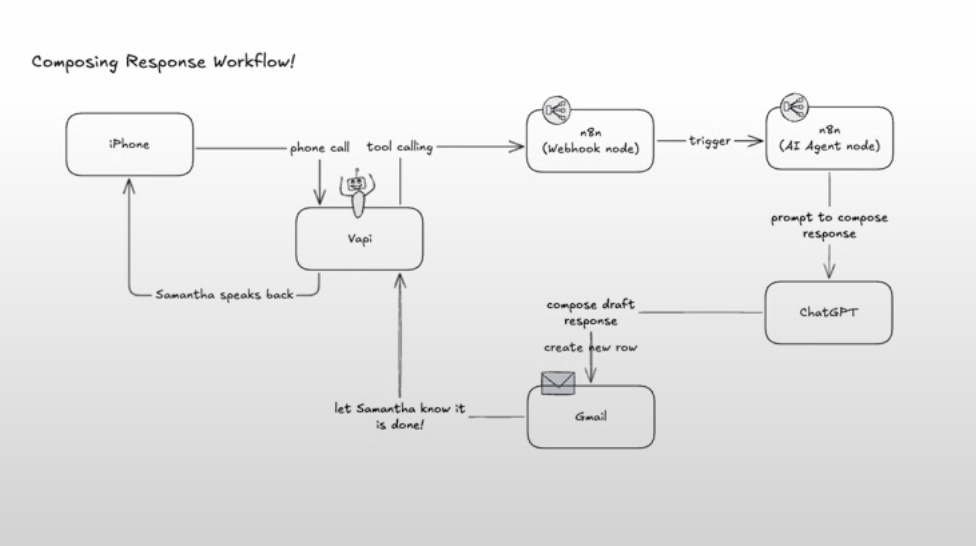 Composing Response Workflow!
iPhone
phone call
tool calling
n8n
(Webhook node)
trigger
n8n
(AI Agent node)
Vapi
prompt to compose
response
Samantha speaks back
compose draft
response
create new row
ChatGPT
let Samantha know it
is done!
Gmail